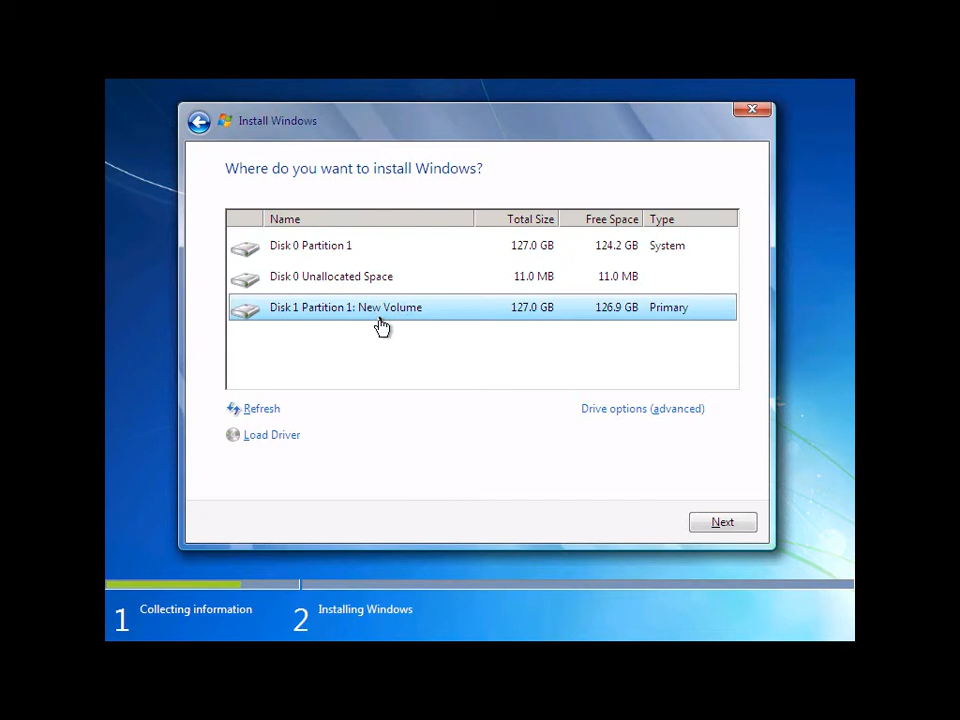 Install Windows
Where do you want to install Windows?
Name Total Size Free Space Type
Disk 0 Partition 1 127.0 GB 124.2 GB System
Disk 0 Unallocated Space 11.0 MB 11.0 MB
Disk 1 Partition 1: New Volume 127.0 GB 126.9 GB Primary
Refresh Drive options (advanced)
Load Driver
Next
1 Collecting information 2 Installing Windows